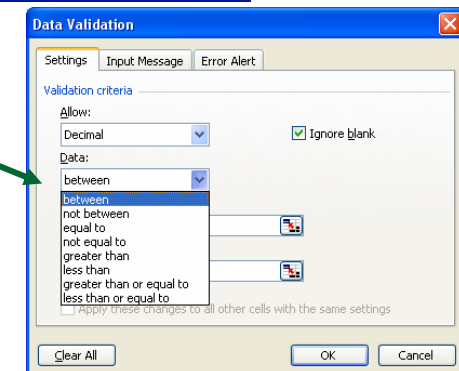 Data Validation
Settings Input Message Error Alert
Validation criteria
Allow:
Decimal
Ignore blank
Data:
between
between
not between
equal to
not equal to
greater than
less than
greater than or equal to
less than or equal to
Apply these changes to all other cells with the same settings
Clear All OK Cancel